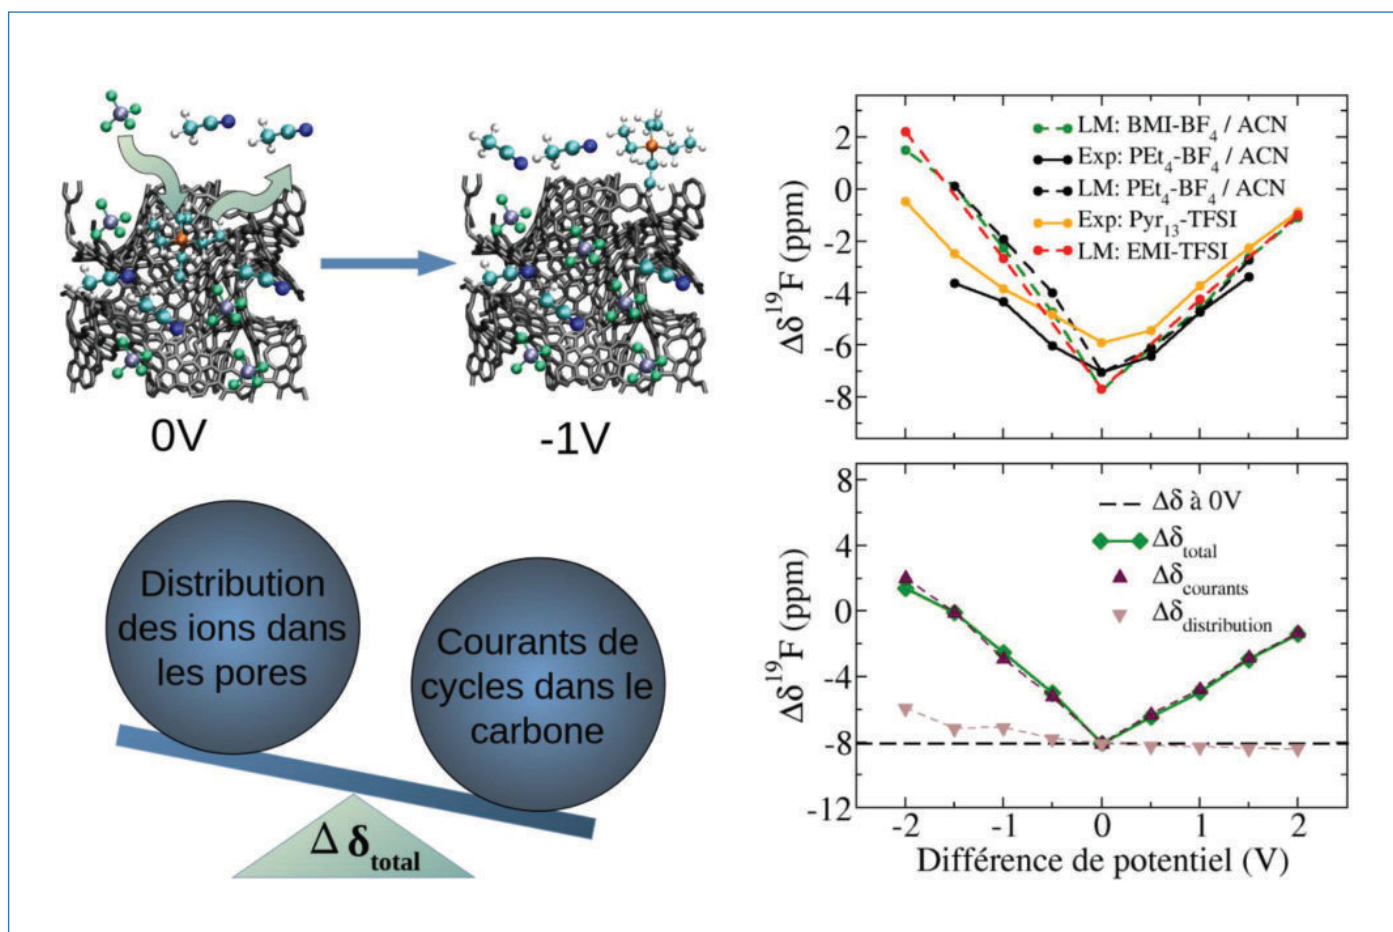 0V
-1V
Distribution
des ions dans
les pores
Courants de
cycles dans le
carbone
Δ δtotal
Δδ¹⁹F (ppm)
2
0
-2
-4
-6
-8
LM: BMI-BF₄ / ACN
Exp: PEt₄-BF₄ / ACN
LM: PEt₄-BF₄ / ACN
Exp: Pyr₁₃-TFSI
LM: EMI-TFSI
Δδ¹⁹F (ppm)
8
4
0
-4
-8
-12
Δδ à 0V
Δδtotal
Δδcourants
Δδdistribution
-2 -1 0 1 2
Différence de potentiel (V)